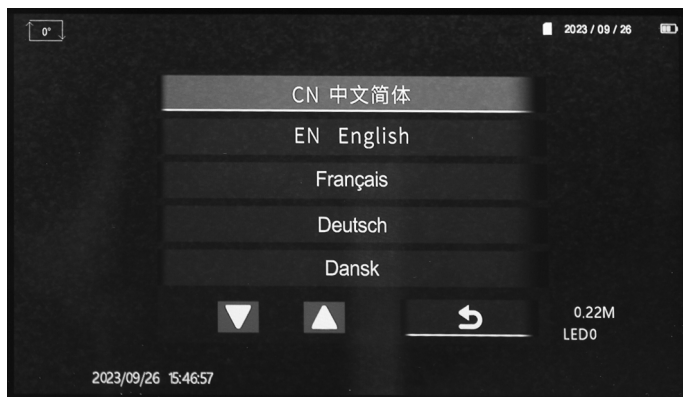 0°
2023 / 09 / 26
CN 中文简体
EN English
Français
Deutsch
Dansk
0.22M
LED0
2023/09/26 15:46:57